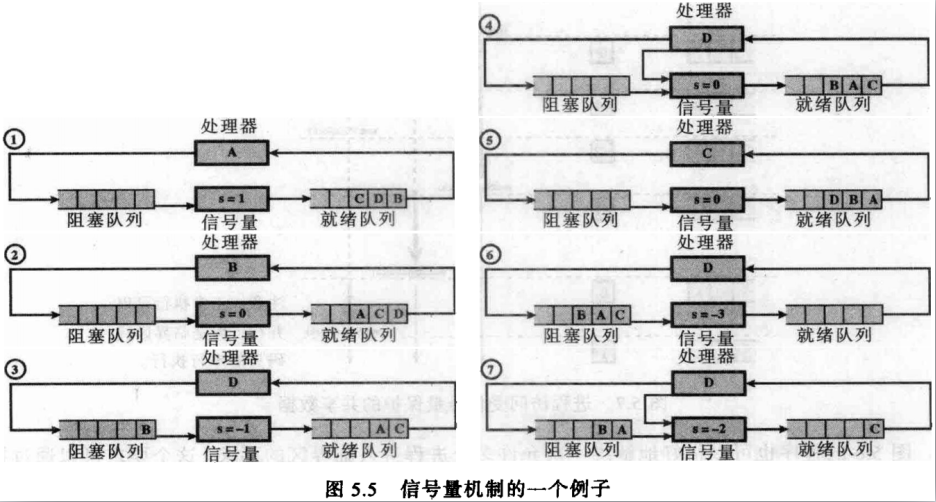 ①
处理器
A
s = 1
C D B
阻塞队列
信号量
就绪队列
②
处理器
B
s = 0
A C D
阻塞队列
信号量
就绪队列
③
处理器
D
B
s = -1
A C
阻塞队列
信号量
就绪队列
④
处理器
D
s = 0
B A C
阻塞队列
信号量
就绪队列
⑤
处理器
C
s = 0
D B A
阻塞队列
信号量
就绪队列
⑥
处理器
D
B A C
s = -3
阻塞队列
信号量
就绪队列
⑦
处理器
D
B A
s = -2
C
阻塞队列
信号量
就绪队列
图 5.5 信号量机制的一个例子